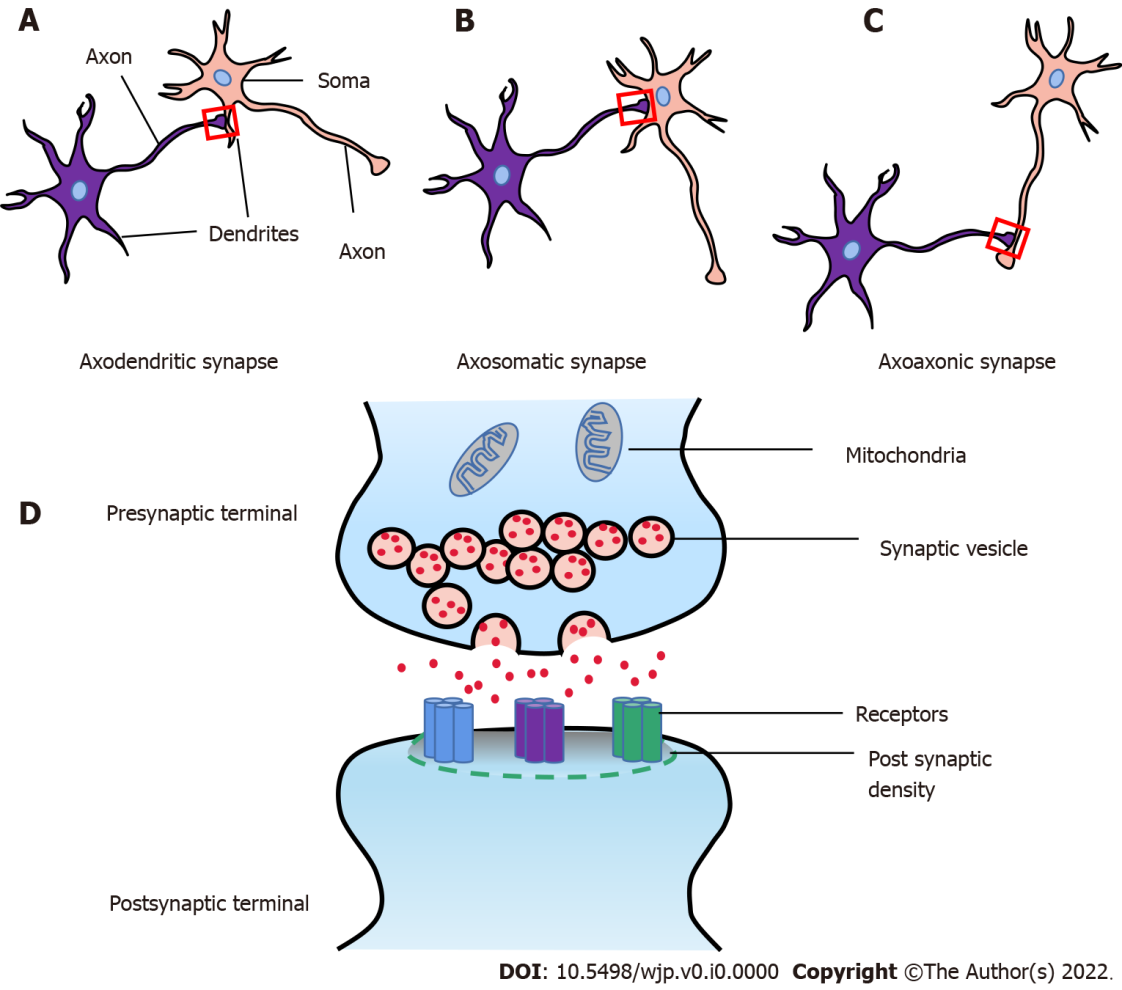 A
B
C
Axon
Soma
Dendrites
Axon
Axodendritic synapse
Axosomatic synapse
Axoaxonic synapse
Mitochondria
D
Presynaptic terminal
Synaptic vesicle
Receptors
Post synaptic
density
Postsynaptic terminal
DOI: 10.5498/wjp.v0.i0.0000 Copyright ©The Author(s) 2022.